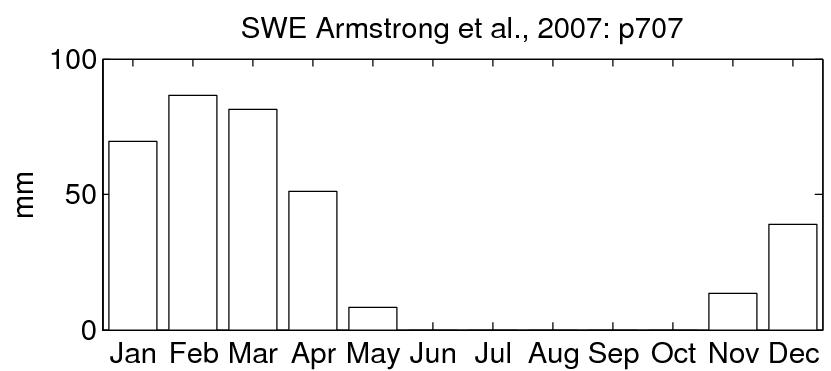 SWE Armstrong et al., 2007: p707
100
50
0
mm
Jan Feb Mar Apr May Jun Jul Aug Sep Oct Nov Dec